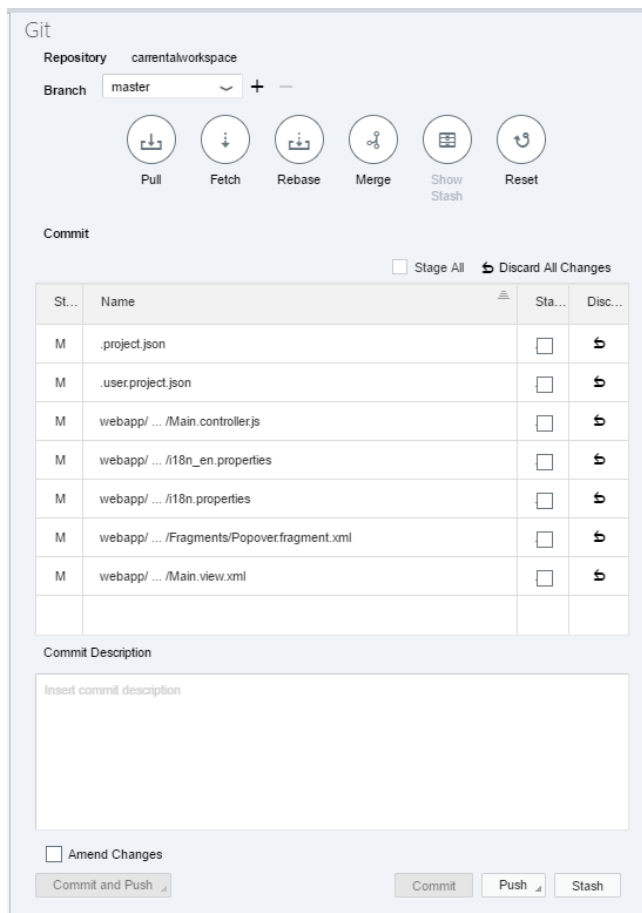 Git
Repository carrentalworkspace
Branch master
Pull Fetch Rebase Merge Show Stash Reset
Commit
Stage All Discard All Changes
St... Name Sta... Disc...
M .project.json
M .user.project.json
M webapp/ ... /Main.controller.js
M webapp/ ... /i18n_en.properties
M webapp/ ... /i18n.properties
M webapp/ ... /Fragments/Popover.fragment.xml
M webapp/ ... /Main.view.xml
Commit Description
Insert commit description
Amend Changes
Commit and Push Commit Push Stash